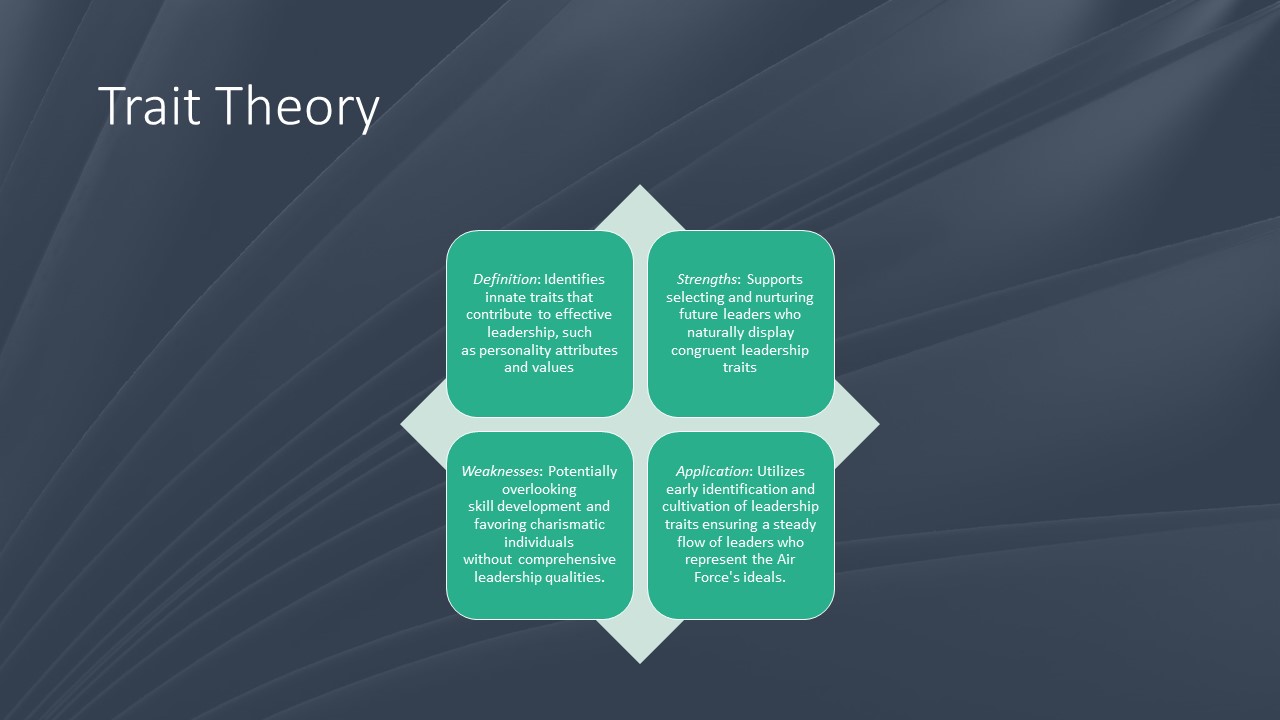 Trait Theory
Definition: Identifies
innate traits that
contribute to effective
leadership, such
as personality attributes
and values
Strengths: Supports
selecting and nurturing
future leaders who
naturally display
congruent leadership
traits
Weaknesses: Potentially
overlooking
skill development and
favoring charismatic
individuals
without comprehensive
leadership qualities.
Application: Utilizes
early identification and
cultivation of leadership
traits ensuring a steady
flow of leaders who
represent the Air
Force's ideals.